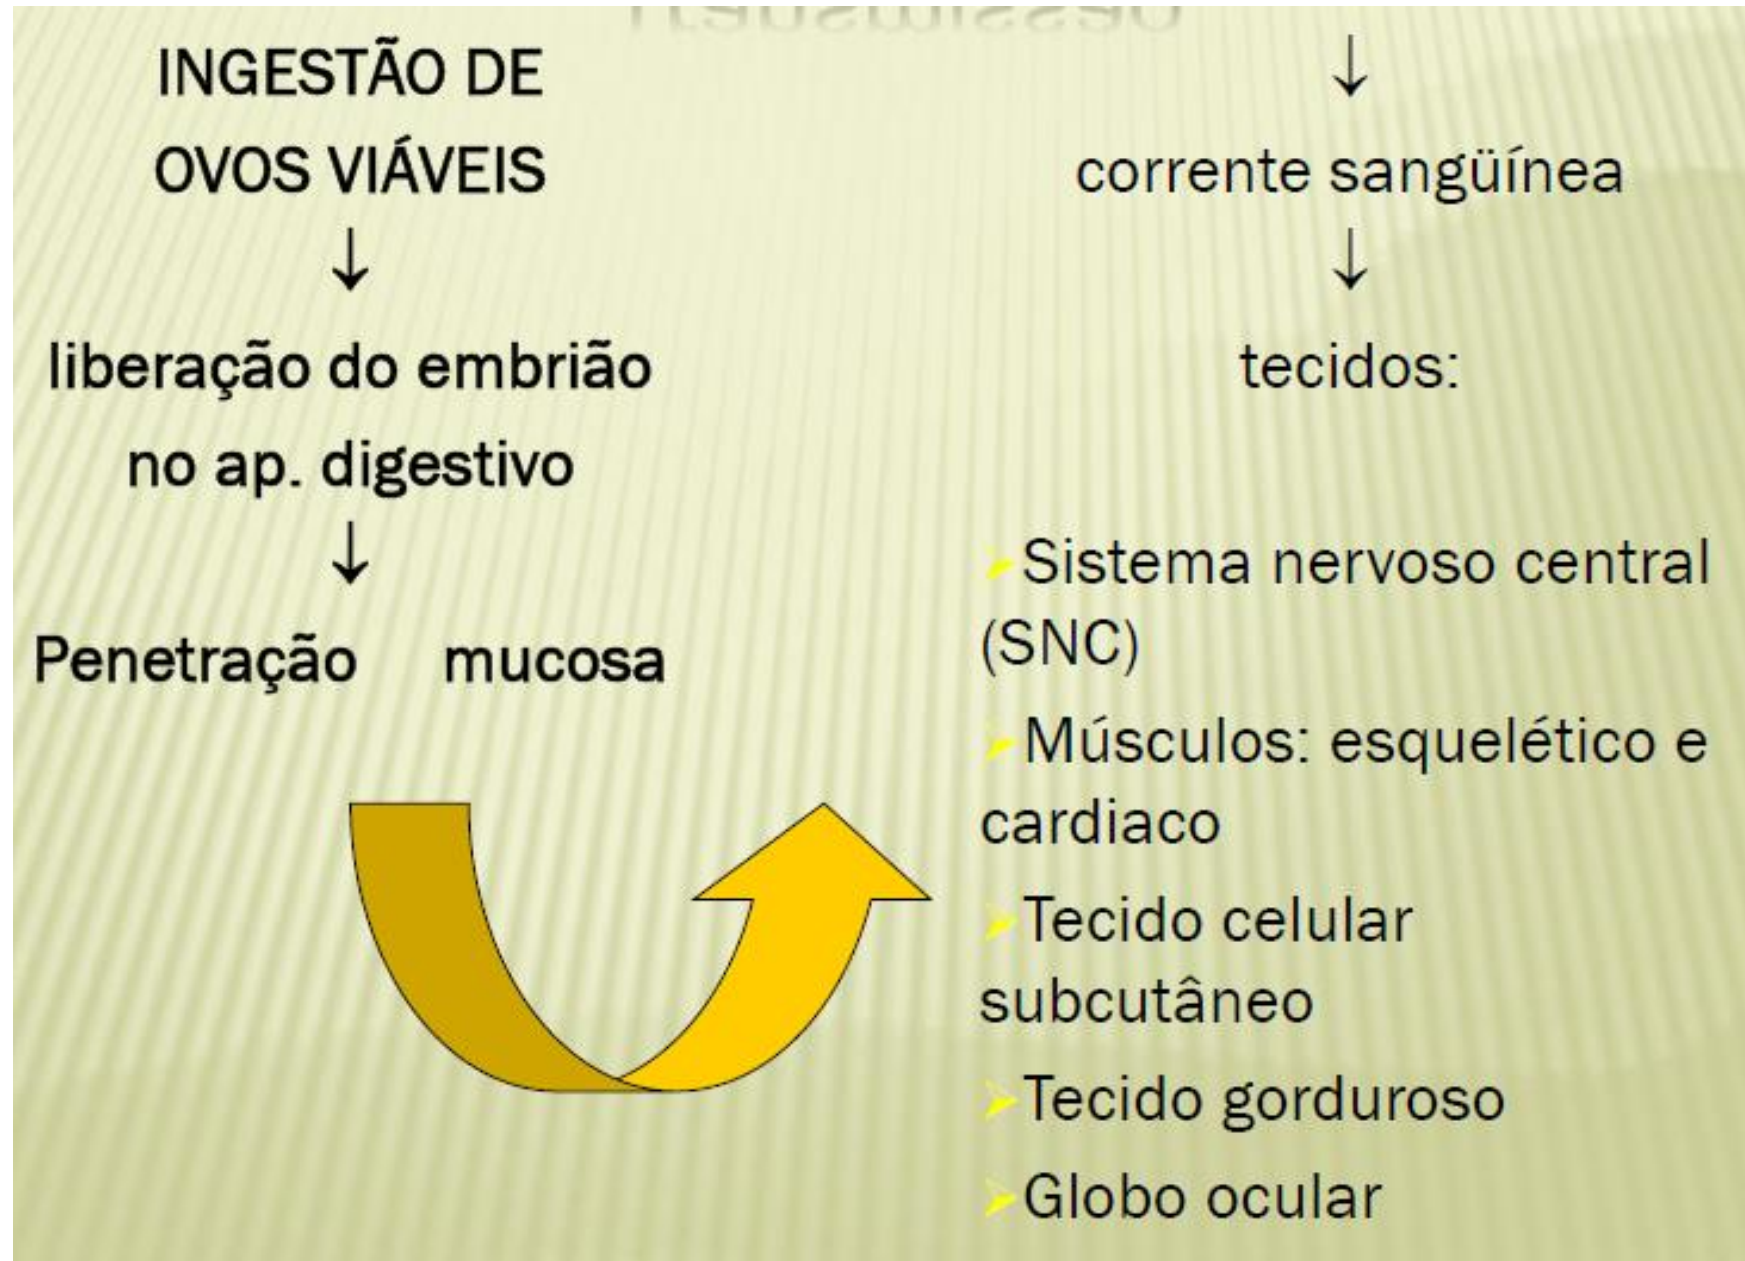 Transmissão
INGESTÃO DE
OVOS VIÁVEIS
↓
liberação do embrião
no ap. digestivo
↓
Penetração mucosa
↓
corrente sangüínea
↓
tecidos:
Sistema nervoso central
(SNC)
Músculos: esquelético e
cardiaco
Tecido celular
subcutâneo
Tecido gorduroso
Globo ocular